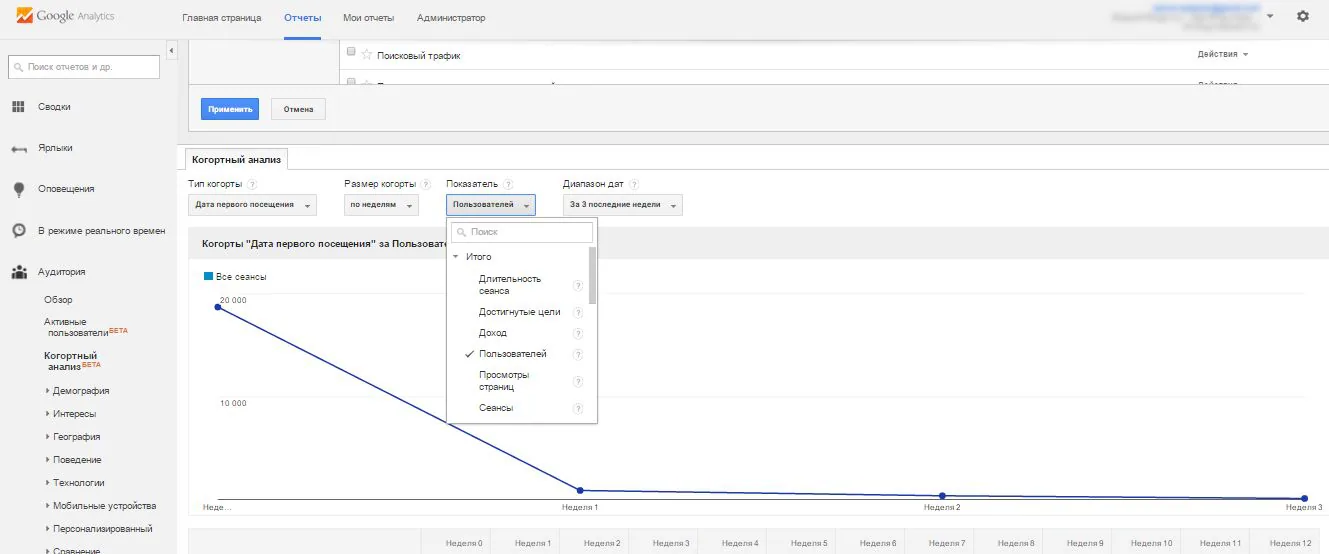 Google Analytics
Главная страница
Отчеты
Мои отчеты
Администратор
Поиск отчетов и др.
Сводки
Ярлыки
Оповещения
В режиме реального времен
Аудитория
Обзор
Активные
пользователи БЕТА
Когортный
анализ БЕТА
Демография
Интересы
География
Поведение
Технологии
Мобильные устройства
Персонализированный
Сравнение
Поисковый трафик
Действия
Применить
Отмена
Когортный анализ
Тип когорты ?
Размер когорты ?
Показатель ?
Диапазон дат ?
Дата первого посещения
по неделям
Пользователей
За 3 последние недели
Поиск
Итого
Длительность
сеанса ?
Достигнутые цели ?
Доход ?
Пользователей ?
Просмотры
страниц ?
Сеансы ?
Когорты "Дата первого посещения" за Пользовате
Все сеансы
20 000
10 000
Неде...
Неделя 1
Неделя 2
Неделя 3
Неделя 0
Неделя 1
Неделя 2
Неделя 3
Неделя 4
Неделя 5
Неделя 6
Неделя 7
Неделя 8
Неделя 9
Неделя 10
Неделя 11
Неделя 12